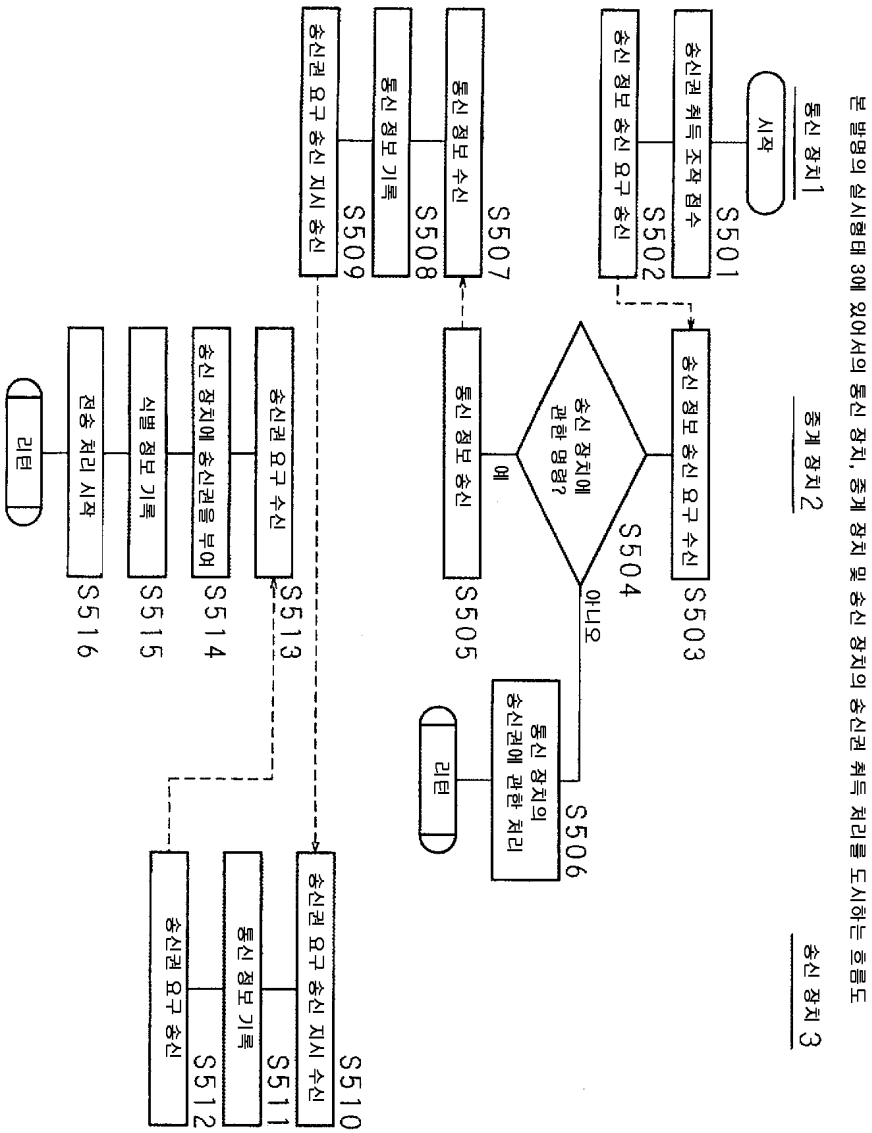 본 발명의 실시형태 3에 있어서의 통신 장치, 중계 장치 및 송신 장치의 송신권 취득 처리를 도시하는 흐름도
통신 장치1
중계 장치2
송신 장치3
시작
송신권 취득 조작 접수
S501
송신 정보 송신 요구 송신
S502
송신 정보 송신 요구 수신
S503
송신 장치에
관한 명령?
S504
예
아니오
통신 정보 송신
S505
통신 장치의
송신권에 관한 처리
S506
리턴
통신 정보 수신
S507
통신 정보 기록
S508
송신권 요구 송신 지시 송신
S509
송신권 요구 송신 지시 수신
S510
통신 정보 기록
S511
송신권 요구 송신
S512
송신권 요구 수신
S513
송신 장치에 송신권을 부여
S514
식별 정보 기록
S515
전송 처리 시작
S516
리턴